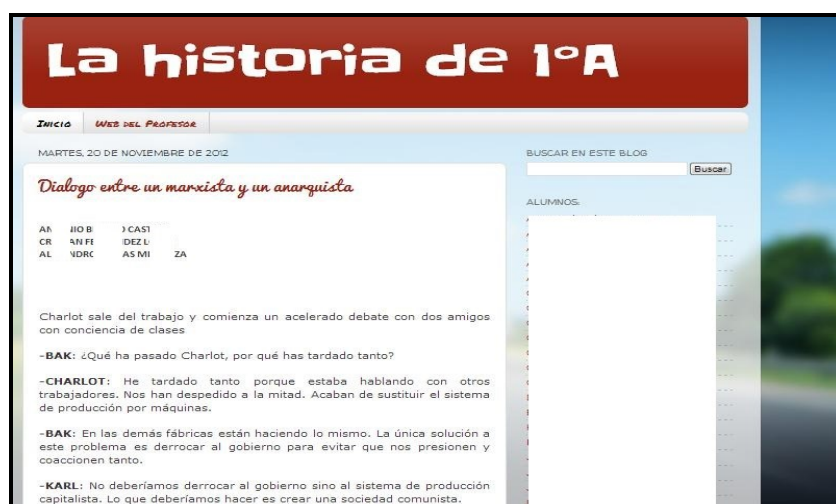 La historia de 1ºA
Inicio Web del Profesor
MARTES, 20 DE NOVIEMBRE DE 2012
Dialogo entre un marxista y un anarquista
Charlot sale del trabajo y comienza un acelerado debate con dos amigos
con conciencia de clases
-BAK: ¿Qué ha pasado Charlot, por qué has tardado tanto?
-CHARLOT: He tardado tanto porque estaba hablando con otros
trabajadores. Nos han despedido a la mitad. Acaban de sustituir el sistema
de producción por máquinas.
-BAK: En las demás fábricas están haciendo lo mismo. La única solución a
este problema es derrocar al gobierno para evitar que nos presionen y
coaccionen tanto.
-KARL: No deberíamos derrocar al gobierno sino al sistema de producción
capitalista. Lo que deberíamos hacer es crear una sociedad comunista.
BUSCAR EN ESTE BLOG
Buscar
ALUMNOS: